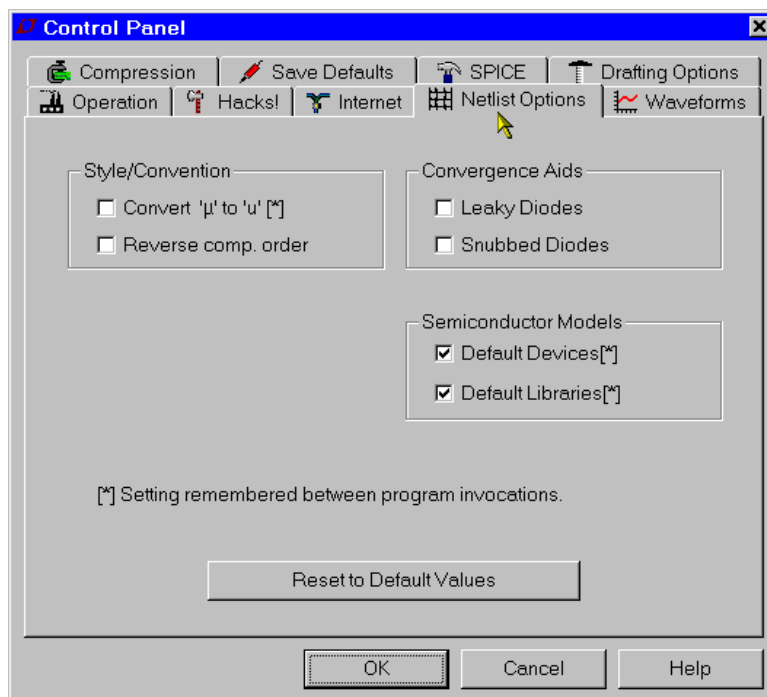 Control Panel
Compression
Save Defaults
SPICE
Drafting Options
Operation
Hacks!
Internet
Netlist Options
Waveforms
Style/Convention
Convert 'µ' to 'u' [*]
Reverse comp. order
Convergence Aids
Leaky Diodes
Snubbed Diodes
Semiconductor Models
Default Devices[*]
Default Libraries[*]
[*] Setting remembered between program invocations.
Reset to Default Values
OK
Cancel
Help